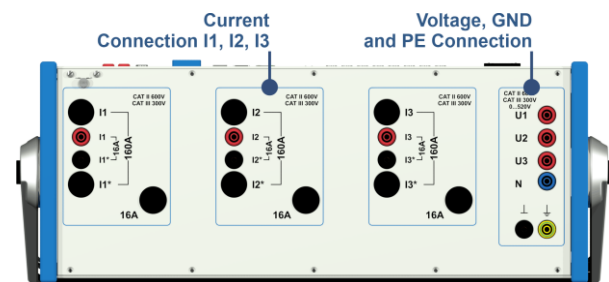 Current
Connection I1, I2, I3
Voltage, GND
and PE Connection
CAT II 600V
CAT III 300V
I1
I1
16A
160A
I1*
I1*
16A
CAT II 600V
CAT III 300V
I2
I2
16A
160A
I2*
I2*
16A
CAT II 600V
CAT III 300V
I3
I3
16A
160A
I3*
I3*
16A
CAT II 600V
CAT III 300V
0...520V
U1
U2
U3
N